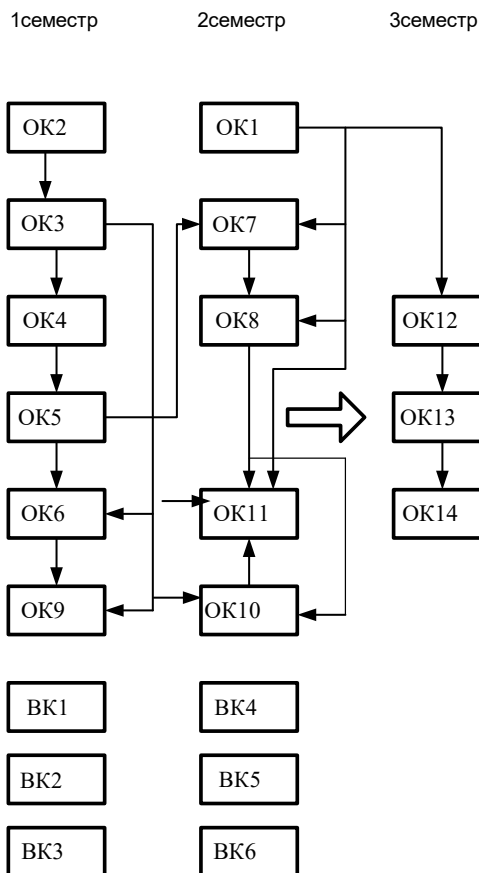 1семестр 2семестр 3семестр
ОК2 ОК1
ОК3 ОК7
ОК4 ОК8 ОК12
ОК5 ОК13
ОК6 ОК11 ОК14
ОК9 ОК10
ВК1 ВК4
ВК2 ВК5
ВК3 ВК6